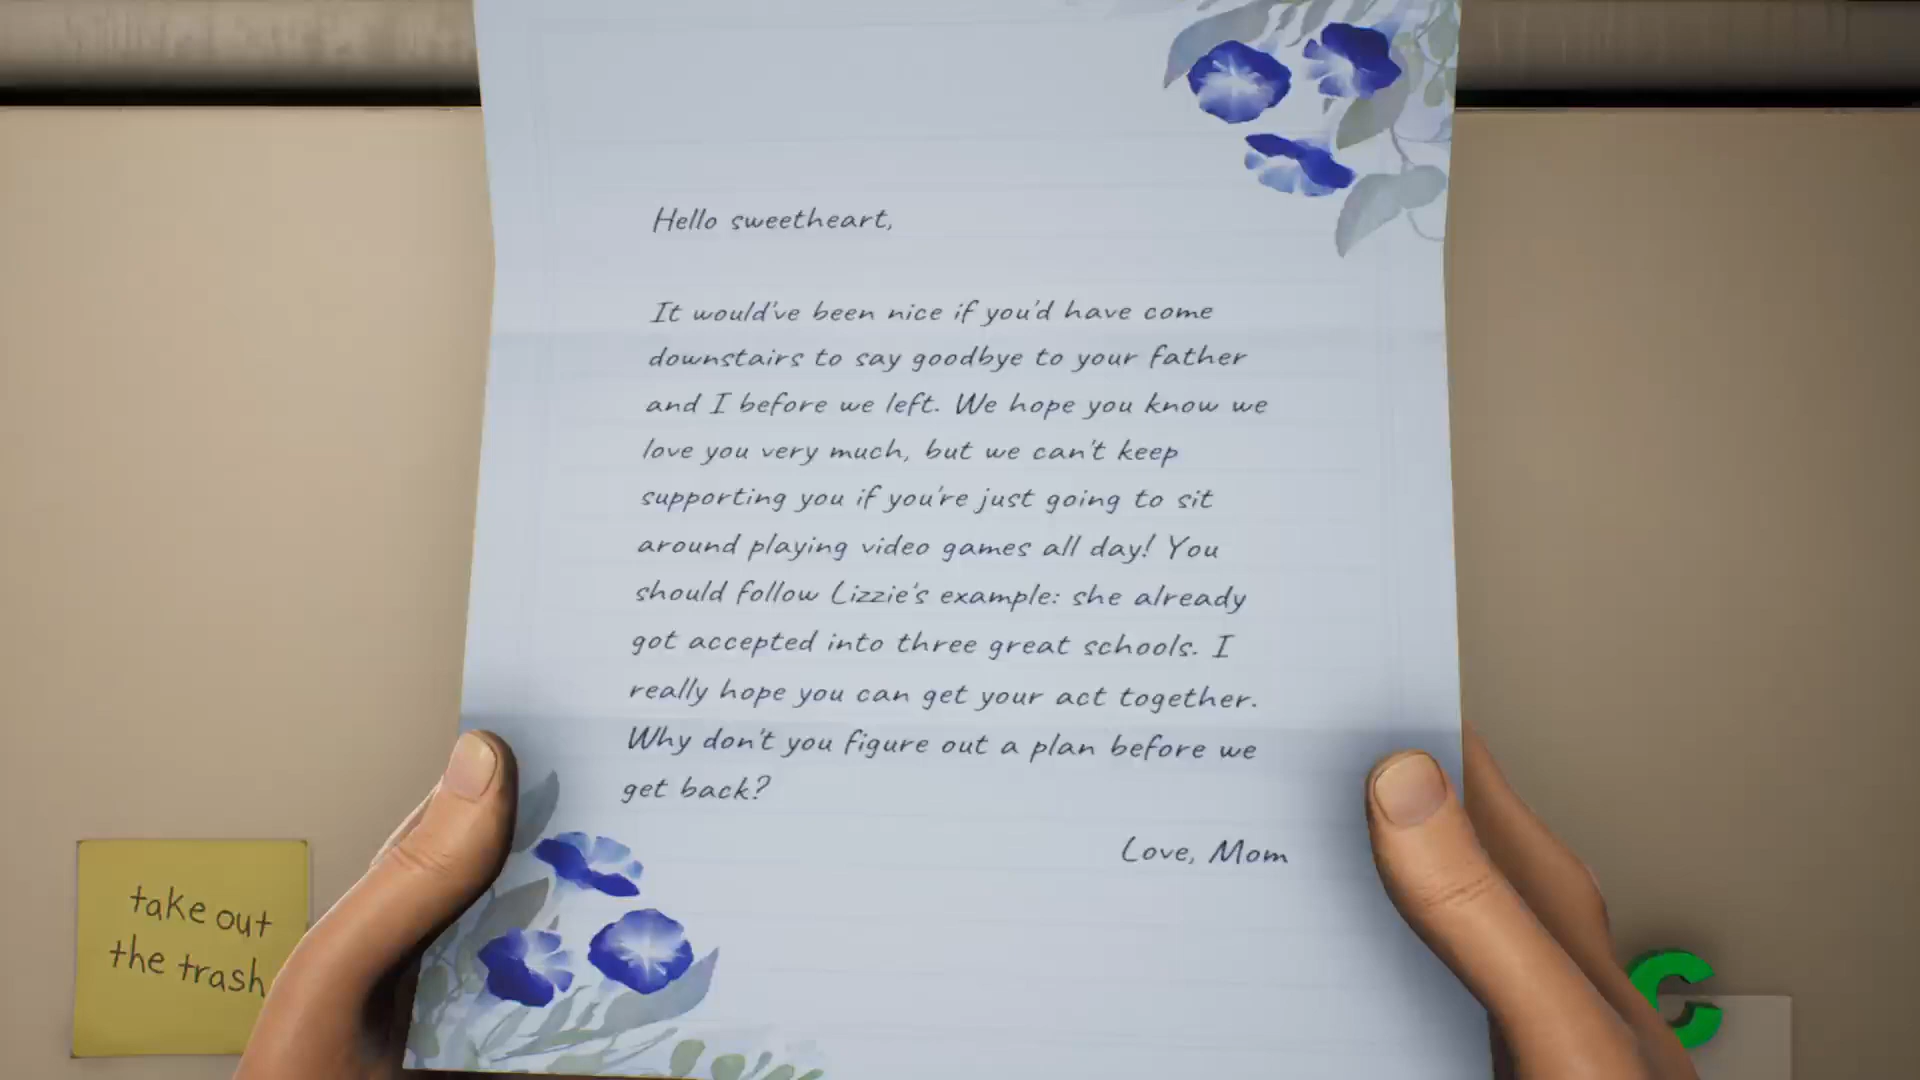 Hello sweetheart,
It would've been nice if you'd have come
downstairs to say goodbye to your father
and I before we left. We hope you know we
love you very much, but we can't keep
supporting you if you're just going to sit
around playing video games all day! You
should follow Lizzie's example: she already
got accepted into three great schools. I
really hope you can get your act together.
Why don't you figure out a plan before we
get back?
Love, Mom
take out
the trash
C